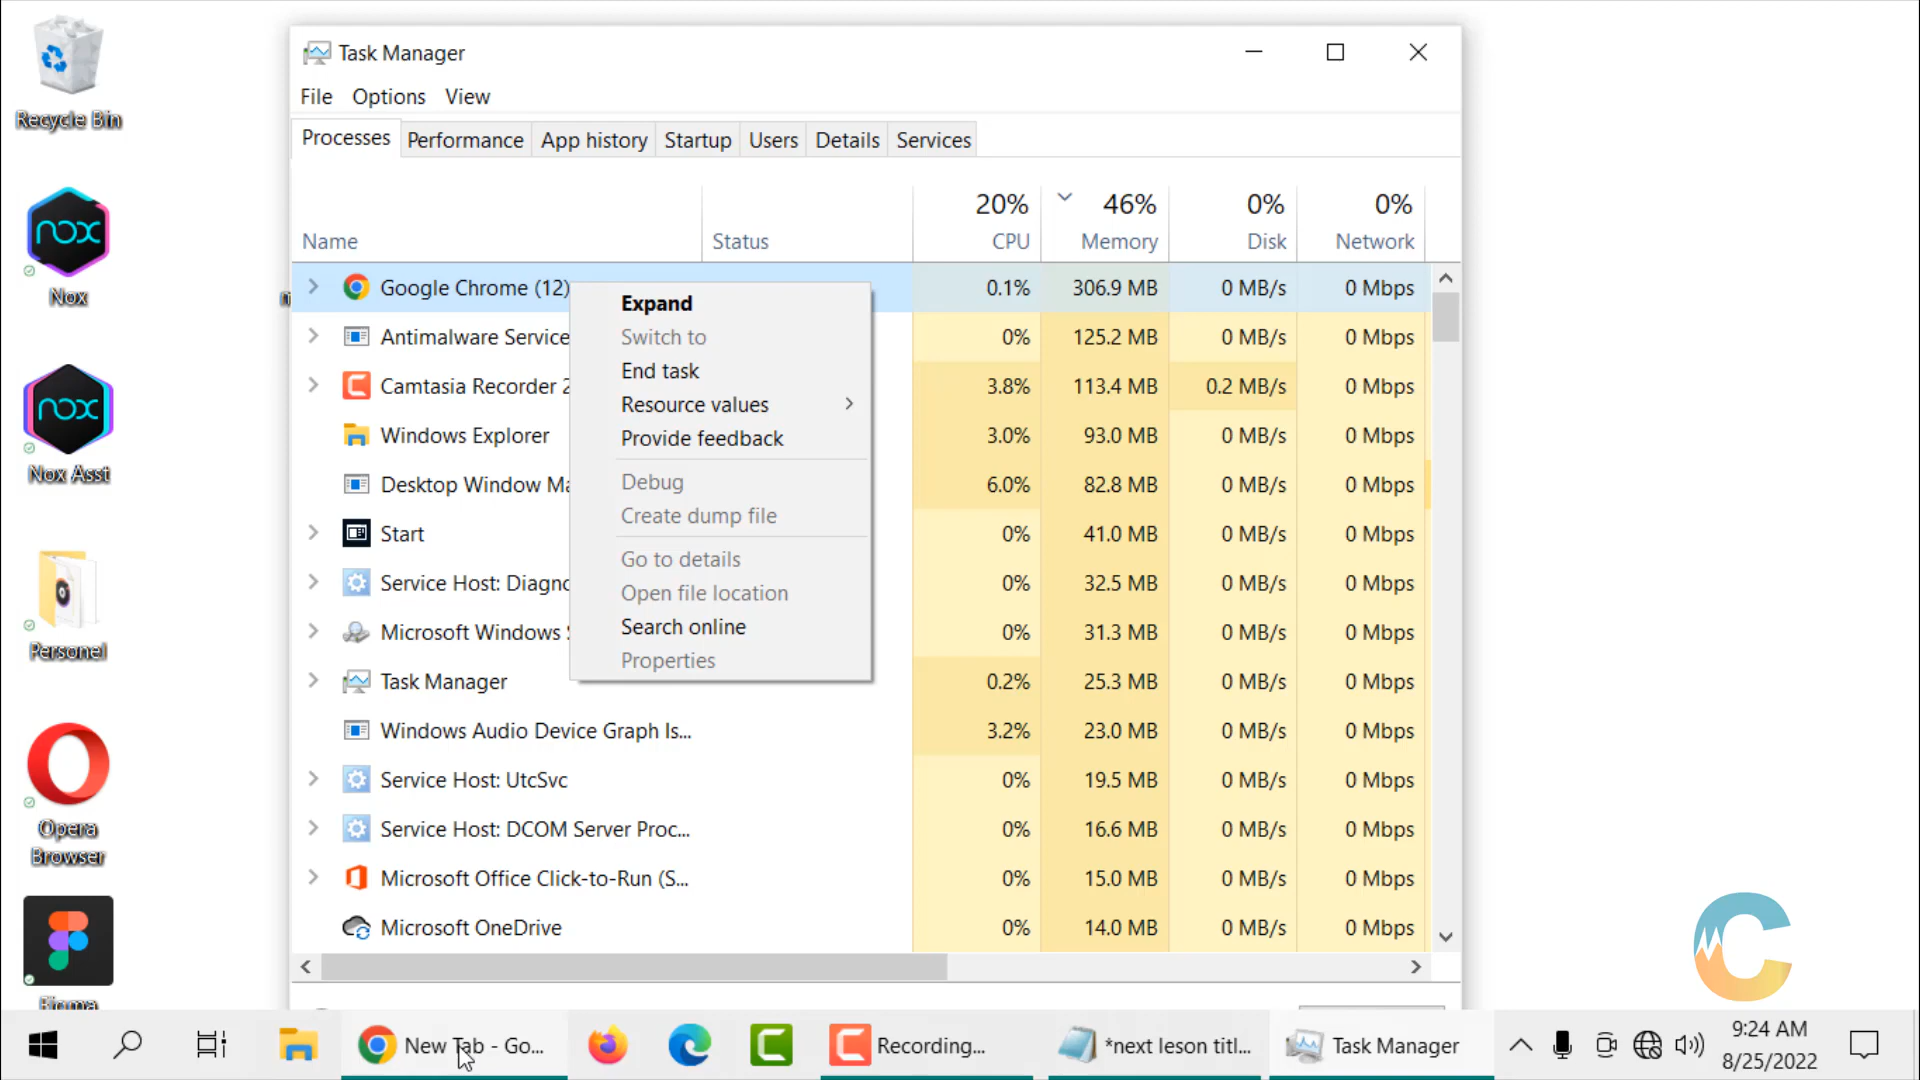 Recycle Bin
nox
Nox
nox
Nox Asst
Personel
Opera
Browser
Figma
Task Manager
File Options View
Processes Performance App history Startup Users Details Services
20% 46% 0% 0%
Name Status CPU Memory Disk Network
Google Chrome (12) 0.1% 306.9 MB 0 MB/s 0 Mbps
Antimalware Service 0% 125.2 MB 0 MB/s 0 Mbps
Camtasia Recorder 2 3.8% 113.4 MB 0.2 MB/s 0 Mbps
Windows Explorer 3.0% 93.0 MB 0 MB/s 0 Mbps
Desktop Window Ma 6.0% 82.8 MB 0 MB/s 0 Mbps
Start 0% 41.0 MB 0 MB/s 0 Mbps
Service Host: Diagno 0% 32.5 MB 0 MB/s 0 Mbps
Microsoft Windows S 0% 31.3 MB 0 MB/s 0 Mbps
Task Manager 0.2% 25.3 MB 0 MB/s 0 Mbps
Windows Audio Device Graph Is... 3.2% 23.0 MB 0 MB/s 0 Mbps
Service Host: UtcSvc 0% 19.5 MB 0 MB/s 0 Mbps
Service Host: DCOM Server Proc... 0% 16.6 MB 0 MB/s 0 Mbps
Microsoft Office Click-to-Run (S... 0% 15.0 MB 0 MB/s 0 Mbps
Microsoft OneDrive 0% 14.0 MB 0 MB/s 0 Mbps
Expand
Switch to
End task
Resource values
Provide feedback
Debug
Create dump file
Go to details
Open file location
Search online
Properties
New Tab - Go... Recording... *next leson titl... Task Manager
9:24 AM
8/25/2022